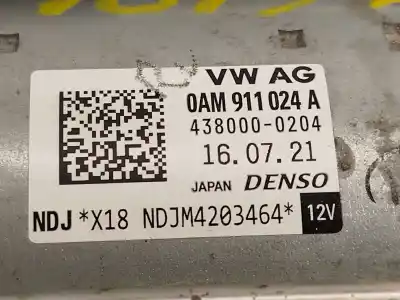 VW AG
0AM 911 024 A
438000-0204
16.07.21
JAPAN DENSO
NDJ *X18 NDJM4203464* 12V